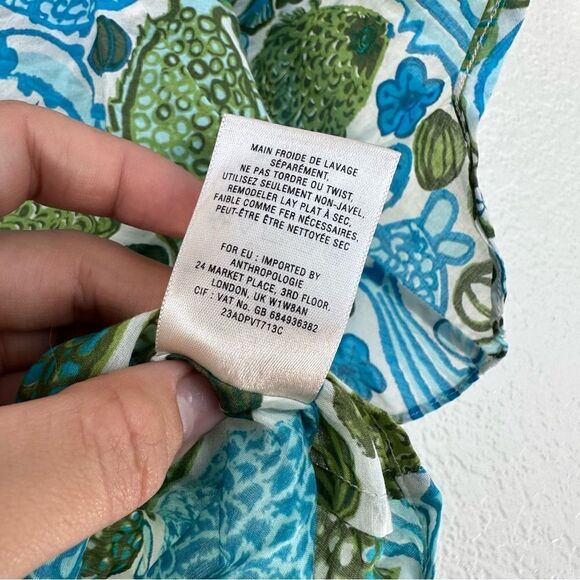 MAIN FROIDE DE LAVAGE
SÉPARÉMENT,
NE PAS TORDRE OU TWIST,
UTILISEZ SEULEMENT NON-JAVEL,
REMODELER LAY PLAT À SEC,
FAIBLE COMME FER NÉCESSAIRES,
PEUT-ÊTRE ÊTRE NETTOYÉE SEC
FOR EU : IMPORTED BY
ANTHROPOLOGIE
24 MARKET PLACE, 3RD FLOOR,
LONDON, UK W1W8AN
CIF : VAT No. GB 684936382
23ADPVT713C